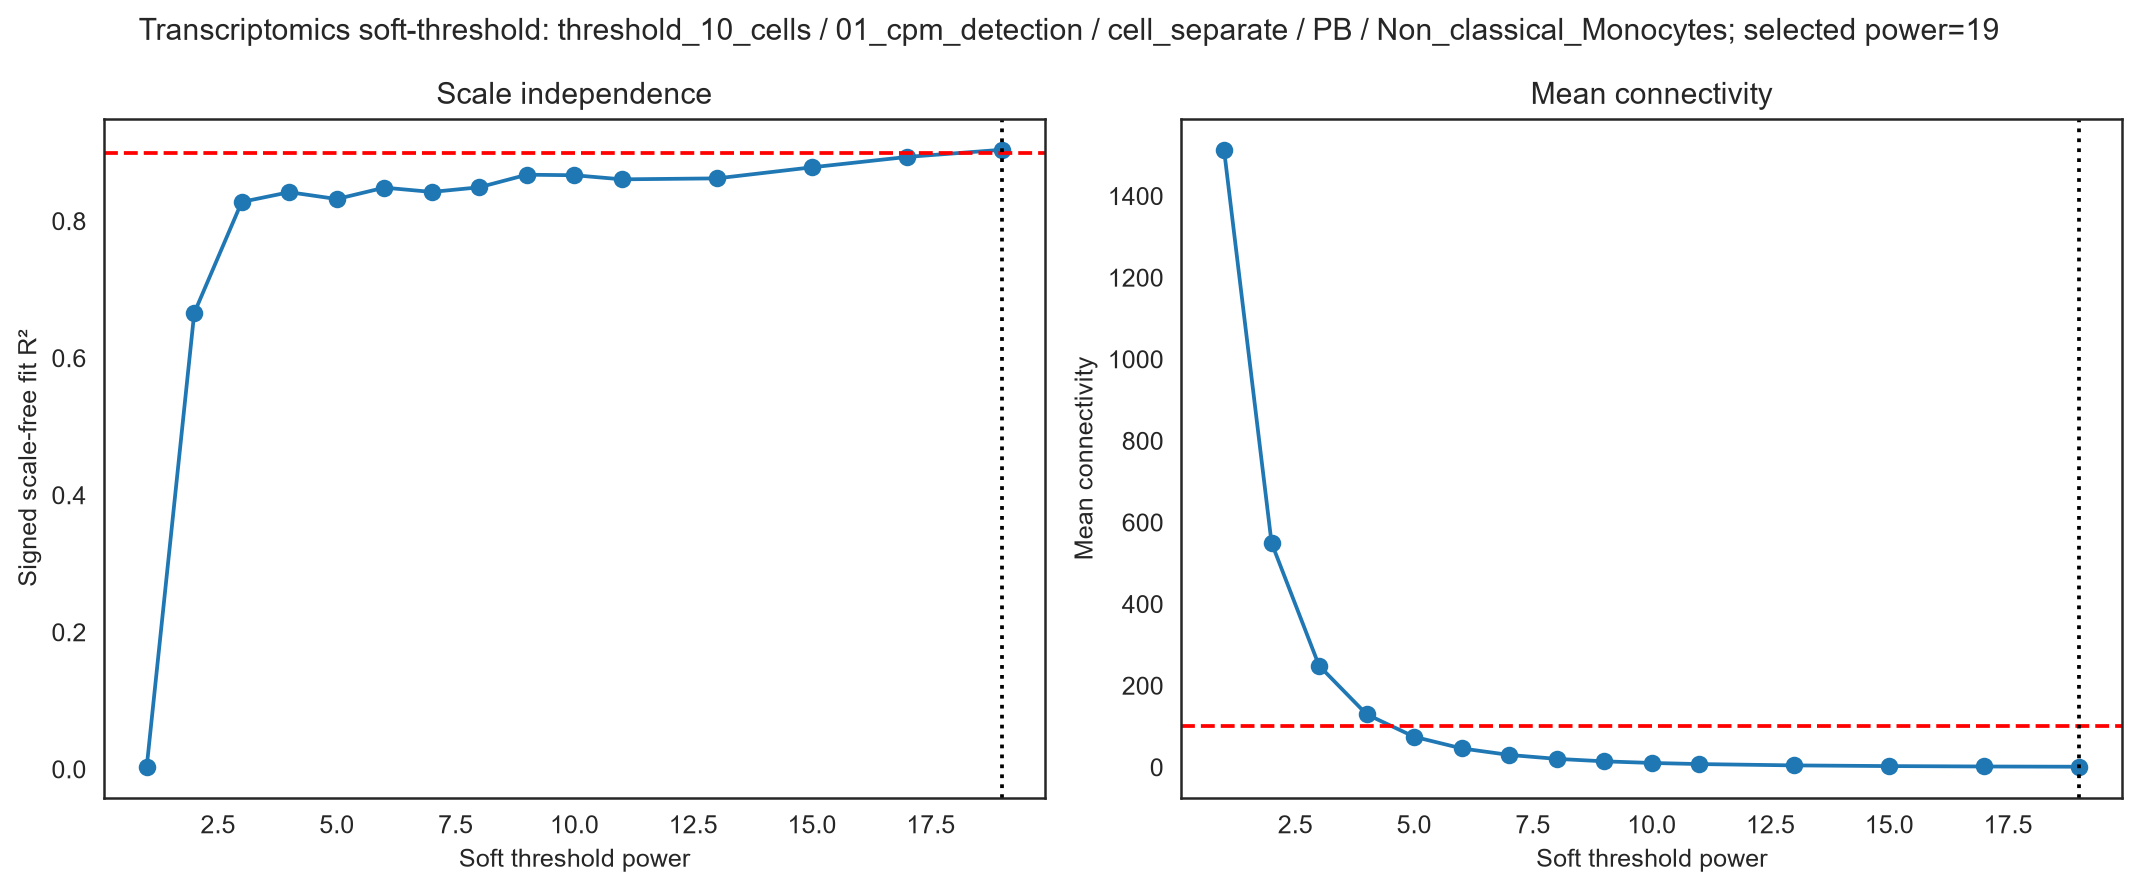 Transcriptomics soft-threshold: threshold_10_cells / 01_cpm_detection / cell_separate / PB / Non_classical_Monocytes; selected power=19
Scale independence
Signed scale-free fit R²
0.8
0.6
0.4
0.2
0.0
2.5 5.0 7.5 10.0 12.5 15.0 17.5
Soft threshold power
Mean connectivity
Mean connectivity
1400
1200
1000
800
600
400
200
0
2.5 5.0 7.5 10.0 12.5 15.0 17.5
Soft threshold power